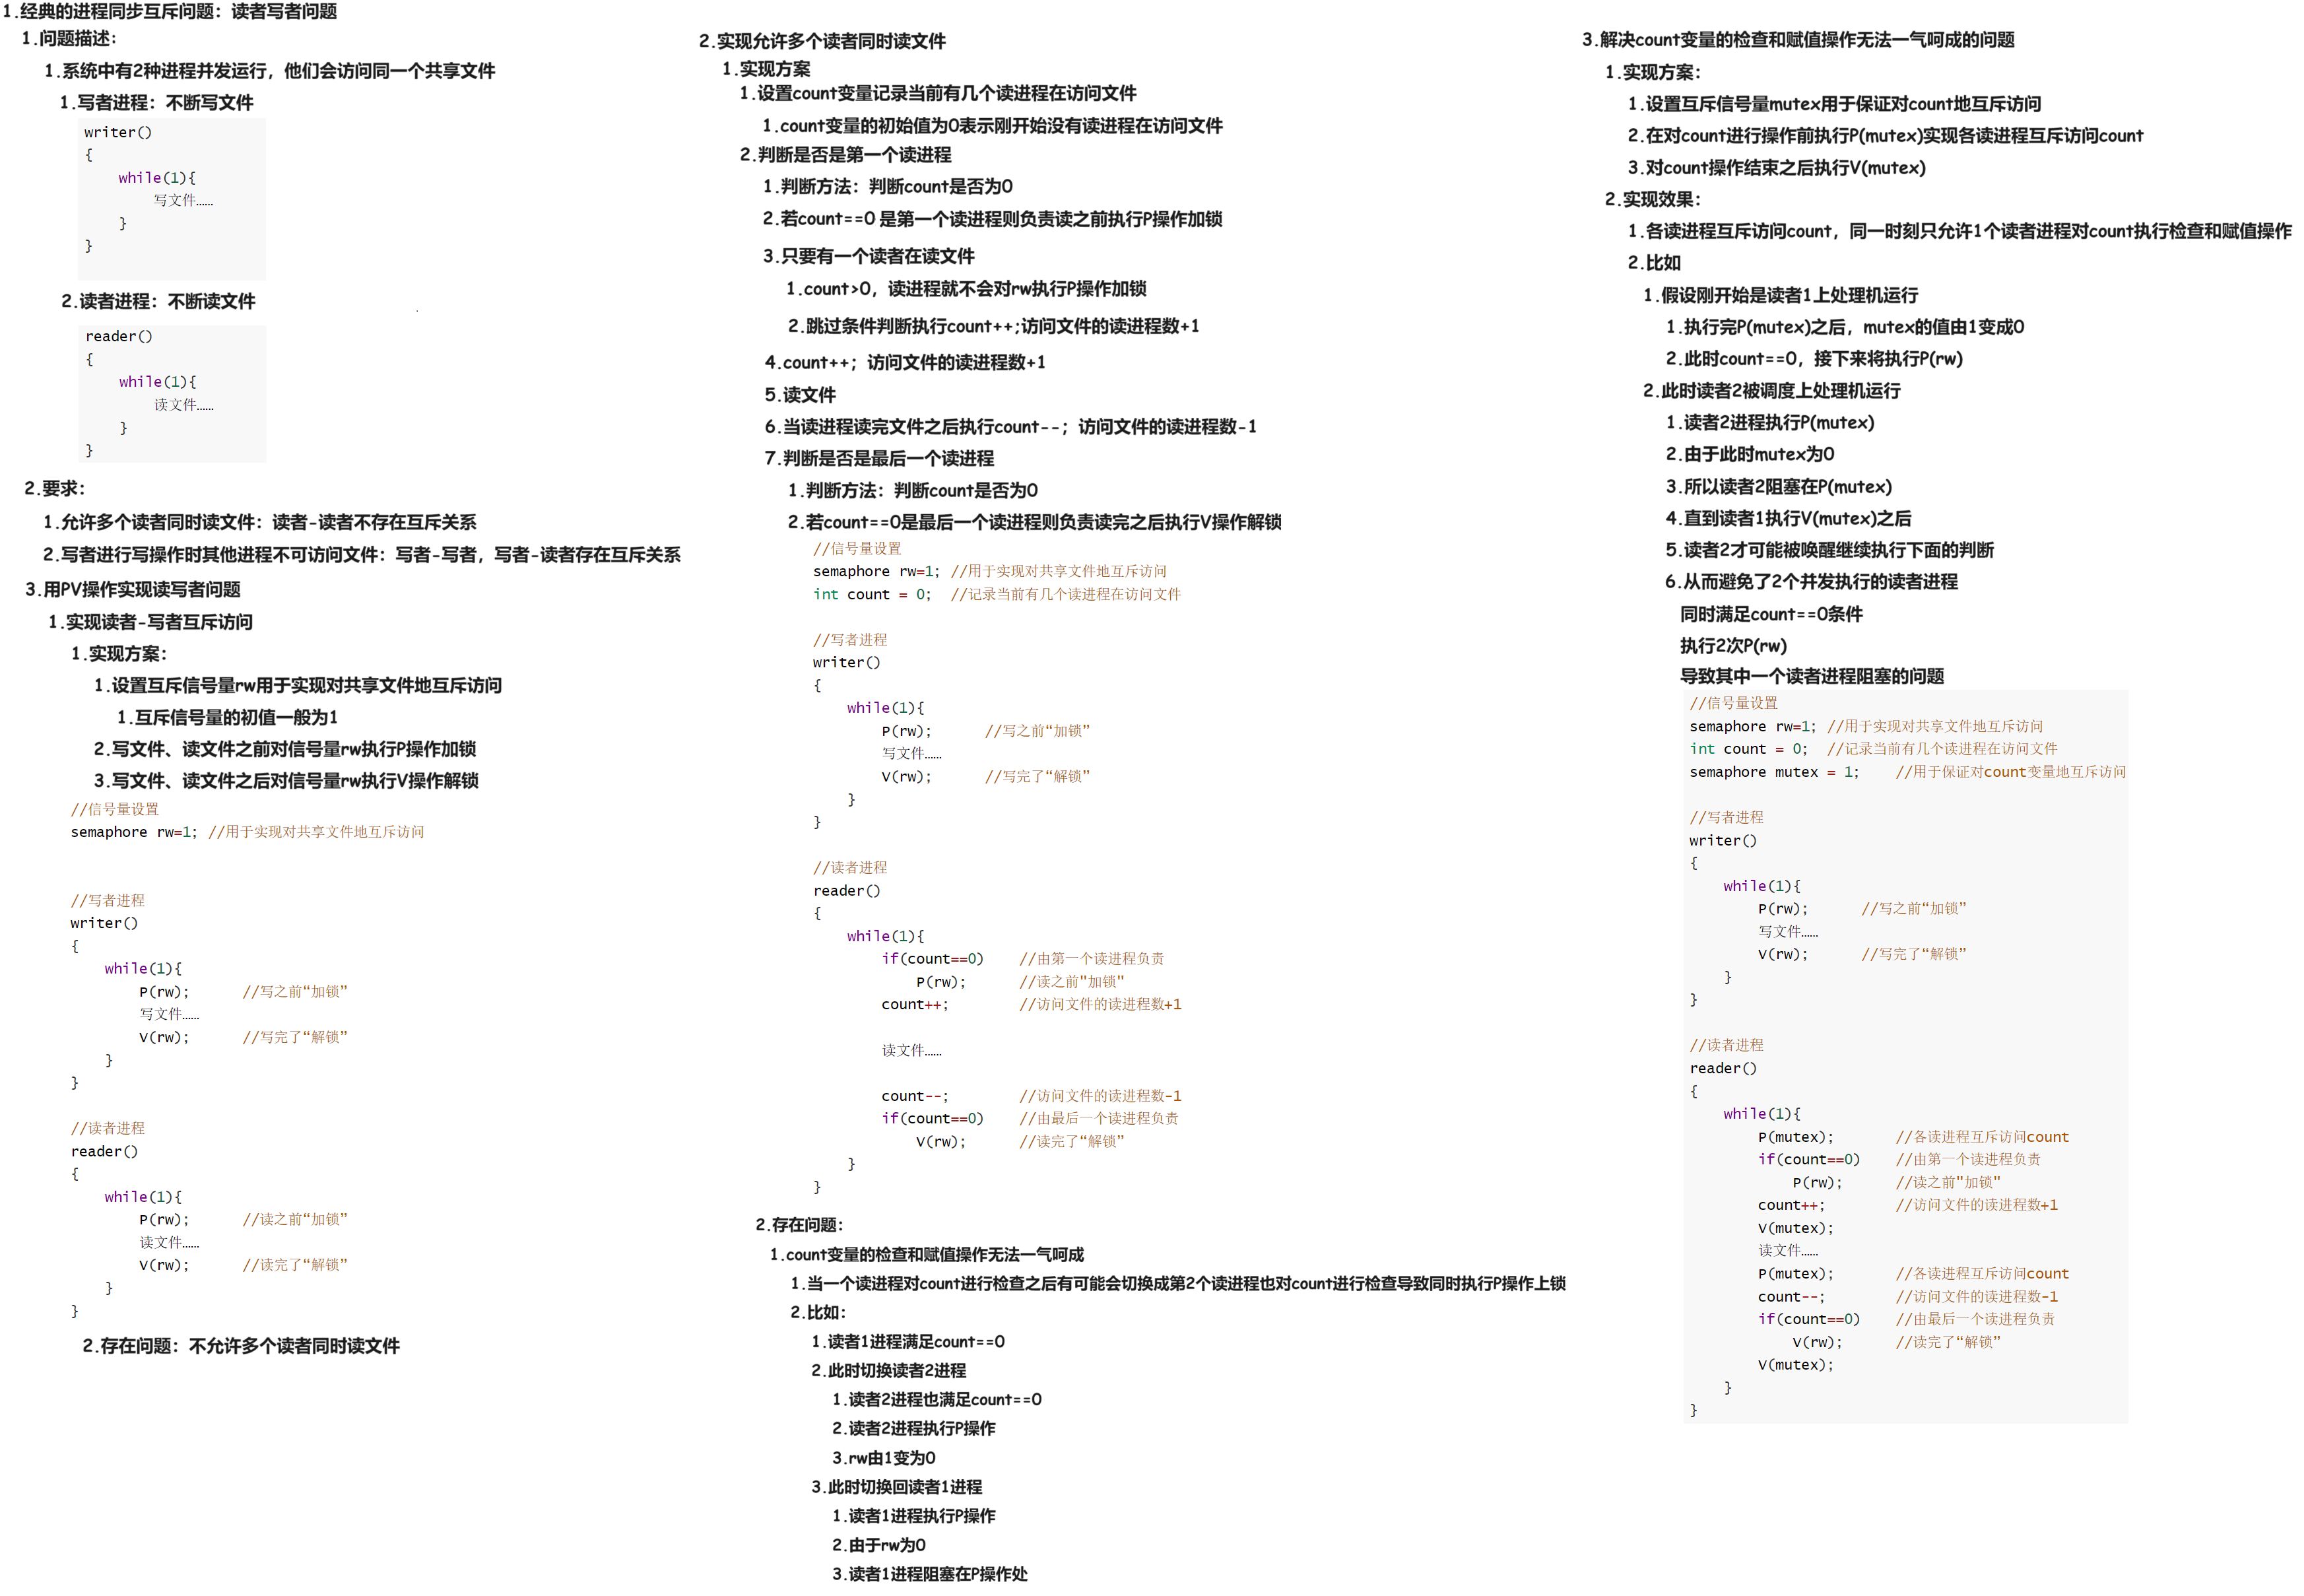 1.经典的进程同步互斥问题：读者写者问题
1.问题描述：
1.系统中有2种进程并发运行，他们会访问同一个共享文件
1.写者进程：不断写文件
writer()
{
    while(1){
        写文件……
    }
}
2.读者进程：不断读文件
reader()
{
    while(1){
        读文件……
    }
}
2.要求：
1.允许多个读者同时读文件：读者-读者不存在互斥关系
2.写者进行写操作时其他进程不可访问文件：写者-写者，写者-读者存在互斥关系
3.用PV操作实现读写者问题
1.实现读者-写者互斥访问
1.实现方案：
1.设置互斥信号量rw用于实现对共享文件地互斥访问
1.互斥信号量的初值一般为1
2.写文件、读文件之前对信号量rw执行P操作加锁
3.写文件、读文件之后对信号量rw执行V操作解锁
//信号量设置
semaphore rw=1; //用于实现对共享文件地互斥访问
//写者进程
writer()
{
    while(1){
        P(rw);      //写之前“加锁”
        写文件……
        V(rw);      //写完了“解锁”
    }
}
//读者进程
reader()
{
    while(1){
        P(rw);      //读之前“加锁”
        读文件……
        V(rw);      //读完了“解锁”
    }
}
2.存在问题：不允许多个读者同时读文件
2.实现允许多个读者同时读文件
1.实现方案
1.设置count变量记录当前有几个读进程在访问文件
1.count变量的初始值为0表示刚开始没有读进程在访问文件
2.判断是否是第一个读进程
1.判断方法：判断count是否为0
2.若count==0 是第一个读进程则负责读之前执行P操作加锁
3.只要有一个读者在读文件
1.count>0，读进程就不会对rw执行P操作加锁
2.跳过条件判断执行count++;访问文件的读进程数+1
4.count++；访问文件的读进程数+1
5.读文件
6.当读进程读完文件之后执行count--；访问文件的读进程数-1
7.判断是否是最后一个读进程
1.判断方法：判断count是否为0
2.若count==0是最后一个读进程则负责读完之后执行V操作解锁
//信号量设置
semaphore rw=1; //用于实现对共享文件地互斥访问
int count = 0;  //记录当前有几个读进程在访问文件
//写者进程
writer()
{
    while(1){
        P(rw);      //写之前“加锁”
        写文件……
        V(rw);      //写完了“解锁”
    }
}
//读者进程
reader()
{
    while(1){
        if(count==0)    //由第一个读进程负责
            P(rw);      //读之前"加锁"
        count++;        //访问文件的读进程数+1
        读文件……
        count--;        //访问文件的读进程数-1
        if(count==0)    //由最后一个读进程负责
            V(rw);      //读完了“解锁”
    }
}
2.存在问题：
1.count变量的检查和赋值操作无法一气呵成
1.当一个读进程对count进行检查之后有可能会切换成第2个读进程也对count进行检查导致同时执行P操作上锁
2.比如：
1.读者1进程满足count==0
2.此时切换读者2进程
1.读者2进程也满足count==0
2.读者2进程执行P操作
3.rw由1变为0
3.此时切换回读者1进程
1.读者1进程执行P操作
2.由于rw为0
3.读者1进程阻塞在P操作处
3.解决count变量的检查和赋值操作无法一气呵成的问题
1.实现方案：
1.设置互斥信号量mutex用于保证对count地互斥访问
2.在对count进行操作前执行P(mutex)实现各读进程互斥访问count
3.对count操作结束之后执行V(mutex)
2.实现效果：
1.各读进程互斥访问count，同一时刻只允许1个读者进程对count执行检查和赋值操作
2.比如
1.假设刚开始是读者1上处理机运行
1.执行完P(mutex)之后，mutex的值由1变成0
2.此时count==0，接下来将执行P(rw)
2.此时读者2被调度上处理机运行
1.读者2进程执行P(mutex)
2.由于此时mutex为0
3.所以读者2阻塞在P(mutex)
4.直到读者1执行V(mutex)之后
5.读者2才可能被唤醒继续执行下面的判断
6.从而避免了2个并发执行的读者进程
同时满足count==0条件
执行2次P(rw)
导致其中一个读者进程阻塞的问题
//信号量设置
semaphore rw=1; //用于实现对共享文件地互斥访问
int count = 0;  //记录当前有几个读进程在访问文件
semaphore mutex = 1;    //用于保证对count变量地互斥访问
//写者进程
writer()
{
    while(1){
        P(rw);      //写之前“加锁”
        写文件……
        V(rw);      //写完了“解锁”
    }
}
//读者进程
reader()
{
    while(1){
        P(mutex);       //各读进程互斥访问count
        if(count==0)    //由第一个读进程负责
            P(rw);      //读之前"加锁"
        count++;        //访问文件的读进程数+1
        V(mutex);
        读文件……
        P(mutex);       //各读进程互斥访问count
        count--;        //访问文件的读进程数-1
        if(count==0)    //由最后一个读进程负责
            V(rw);      //读完了“解锁”
        V(mutex);
    }
}